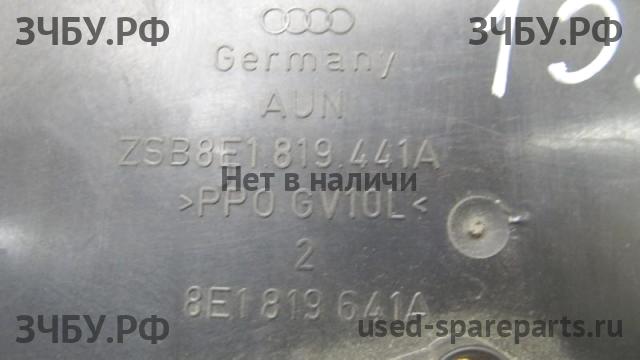 ЗЧБУ.РФ ЗЧБУ.РФ
Germany
AUN
ZSB8E1.819.441A
Нет в наличии
>PPO GV10L<
2
8E1 819 641A
ЗЧБУ.РФ used-spareparts.ru